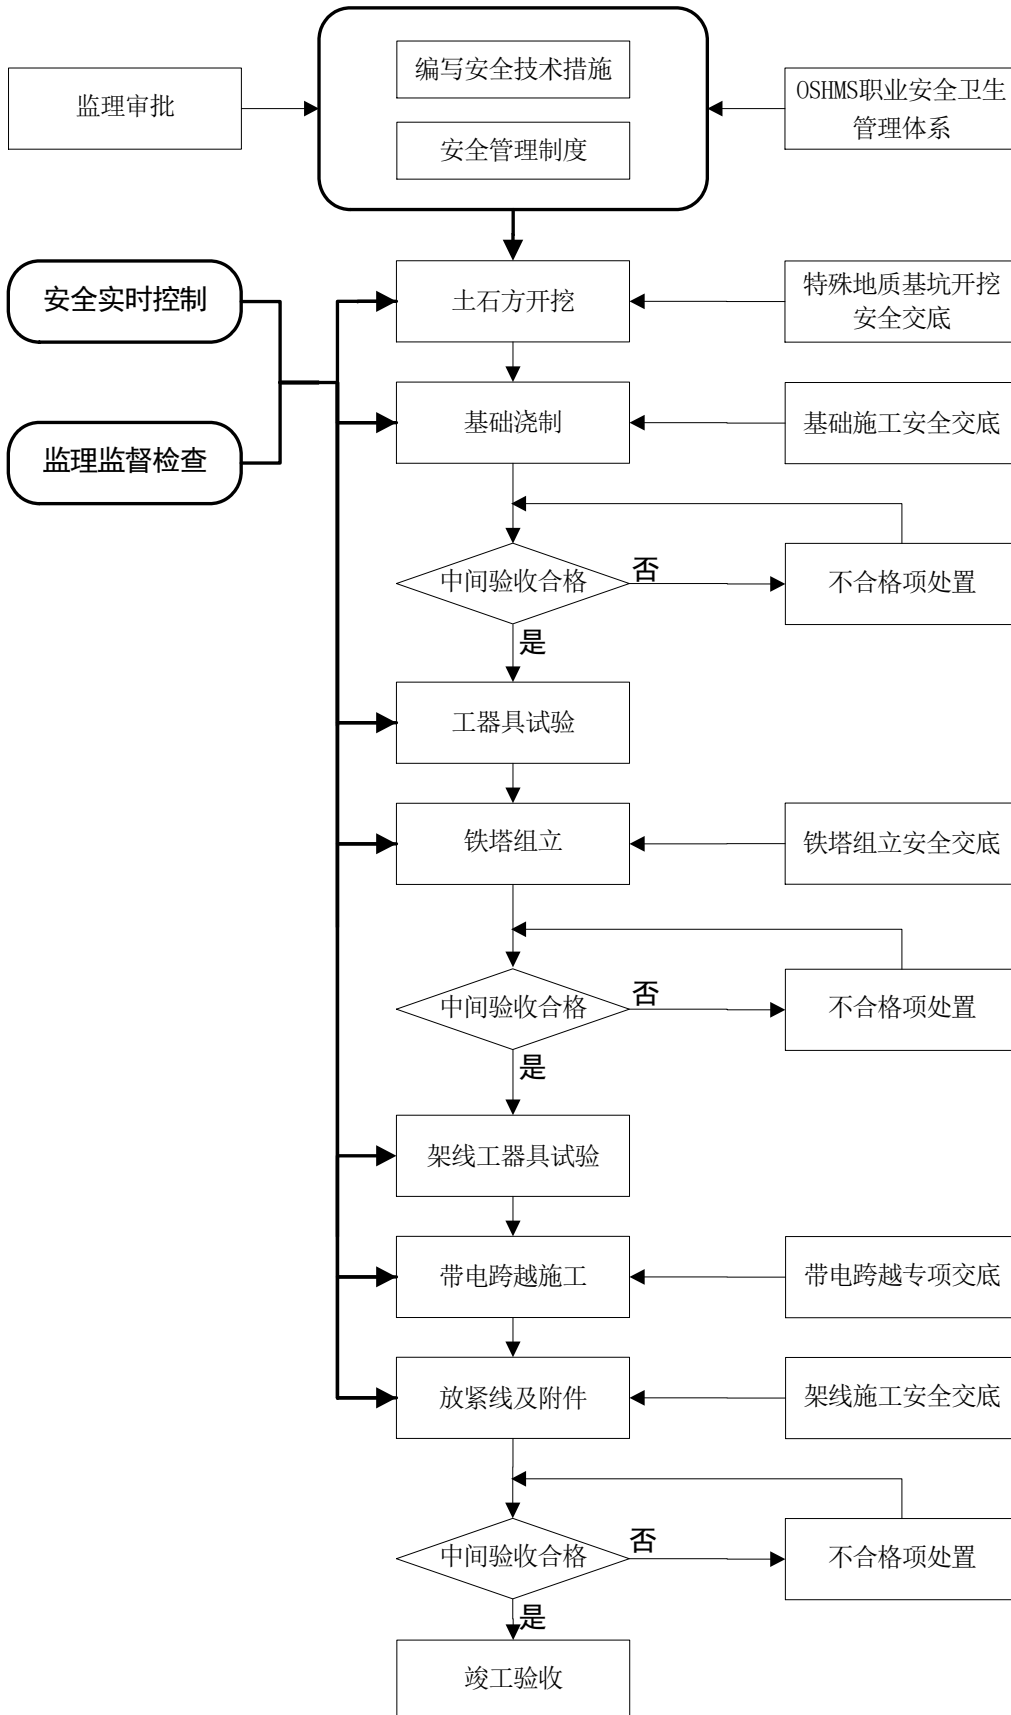 编写安全技术措施
监理审批
OSHMS职业安全卫生
管理体系
安全管理制度
安全实时控制
土石方开挖
特殊地质基坑开挖
安全交底
监理监督检查
基础浇制
基础施工安全交底
中间验收合格
否
不合格项处置
是
工器具试验
铁塔组立
铁塔组立安全交底
中间验收合格
否
不合格项处置
是
架线工器具试验
带电跨越施工
带电跨越专项交底
放紧线及附件
架线施工安全交底
中间验收合格
否
不合格项处置
是
竣工验收